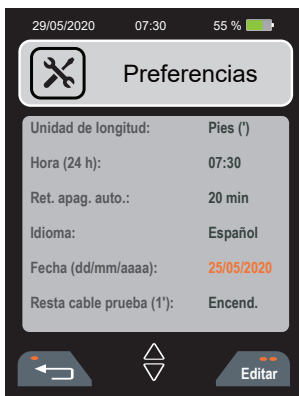 29/05/2020 07:30 55 %
Preferencias
Unidad de longitud: Pies (')
Hora (24 h): 07:30
Ret. apag. auto.: 20 min
Idioma: Español
Fecha (dd/mm/aaaa): 25/05/2020
Resta cable prueba (1'): Encend.
Editar